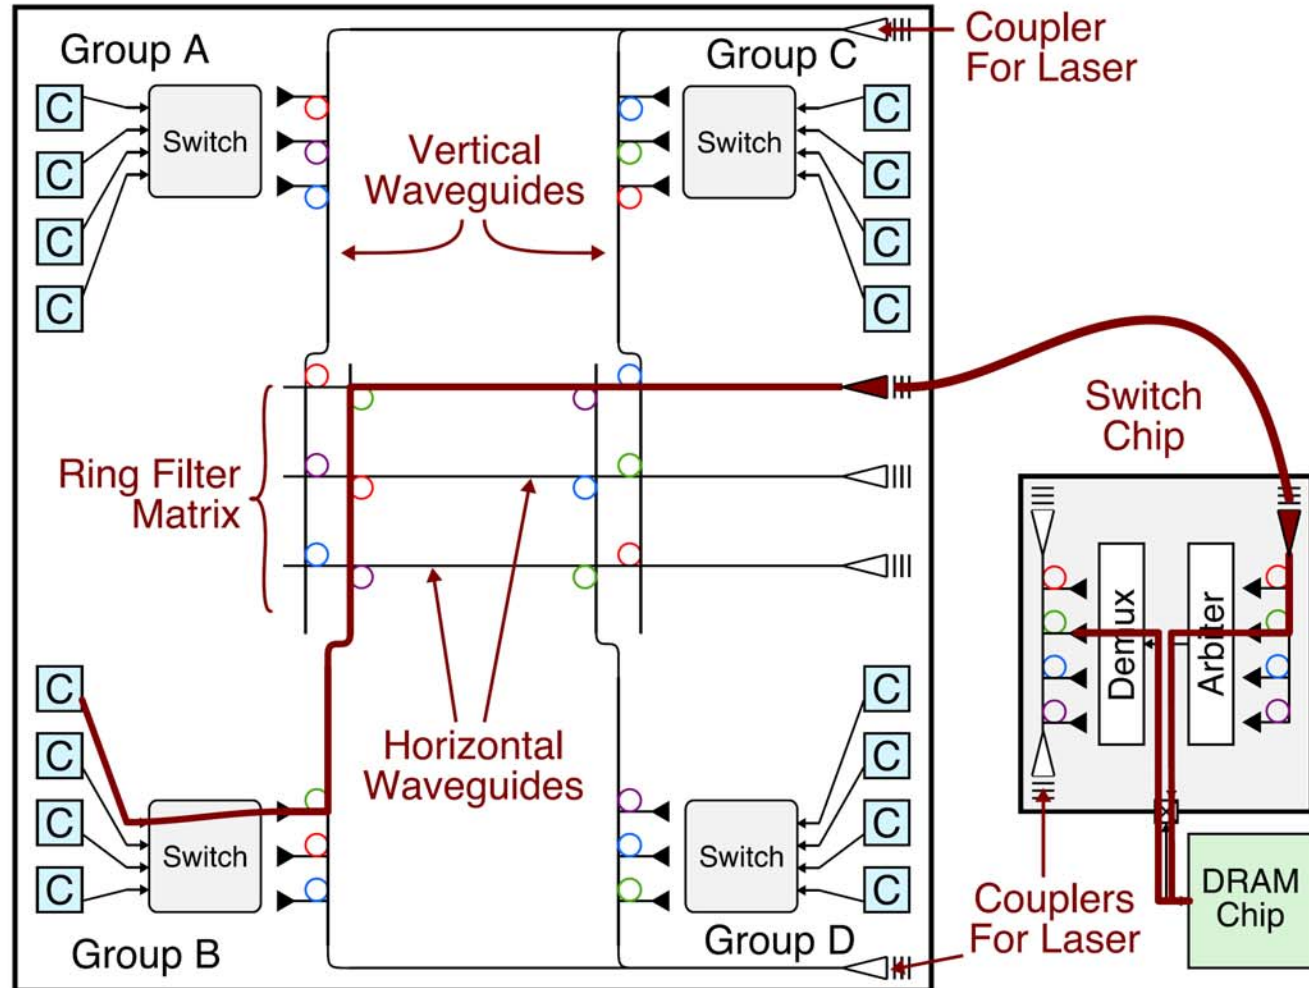 Group A
C
C
C
C
Switch
Group C
Switch
C
C
C
C
Coupler
For Laser
Vertical
Waveguides
Ring Filter
Matrix
Horizontal
Waveguides
Switch
Chip
Demux
Arbiter
C
C
C
C
Switch
Group B
Switch
C
C
C
C
Group D
Couplers
For Laser
DRAM
Chip